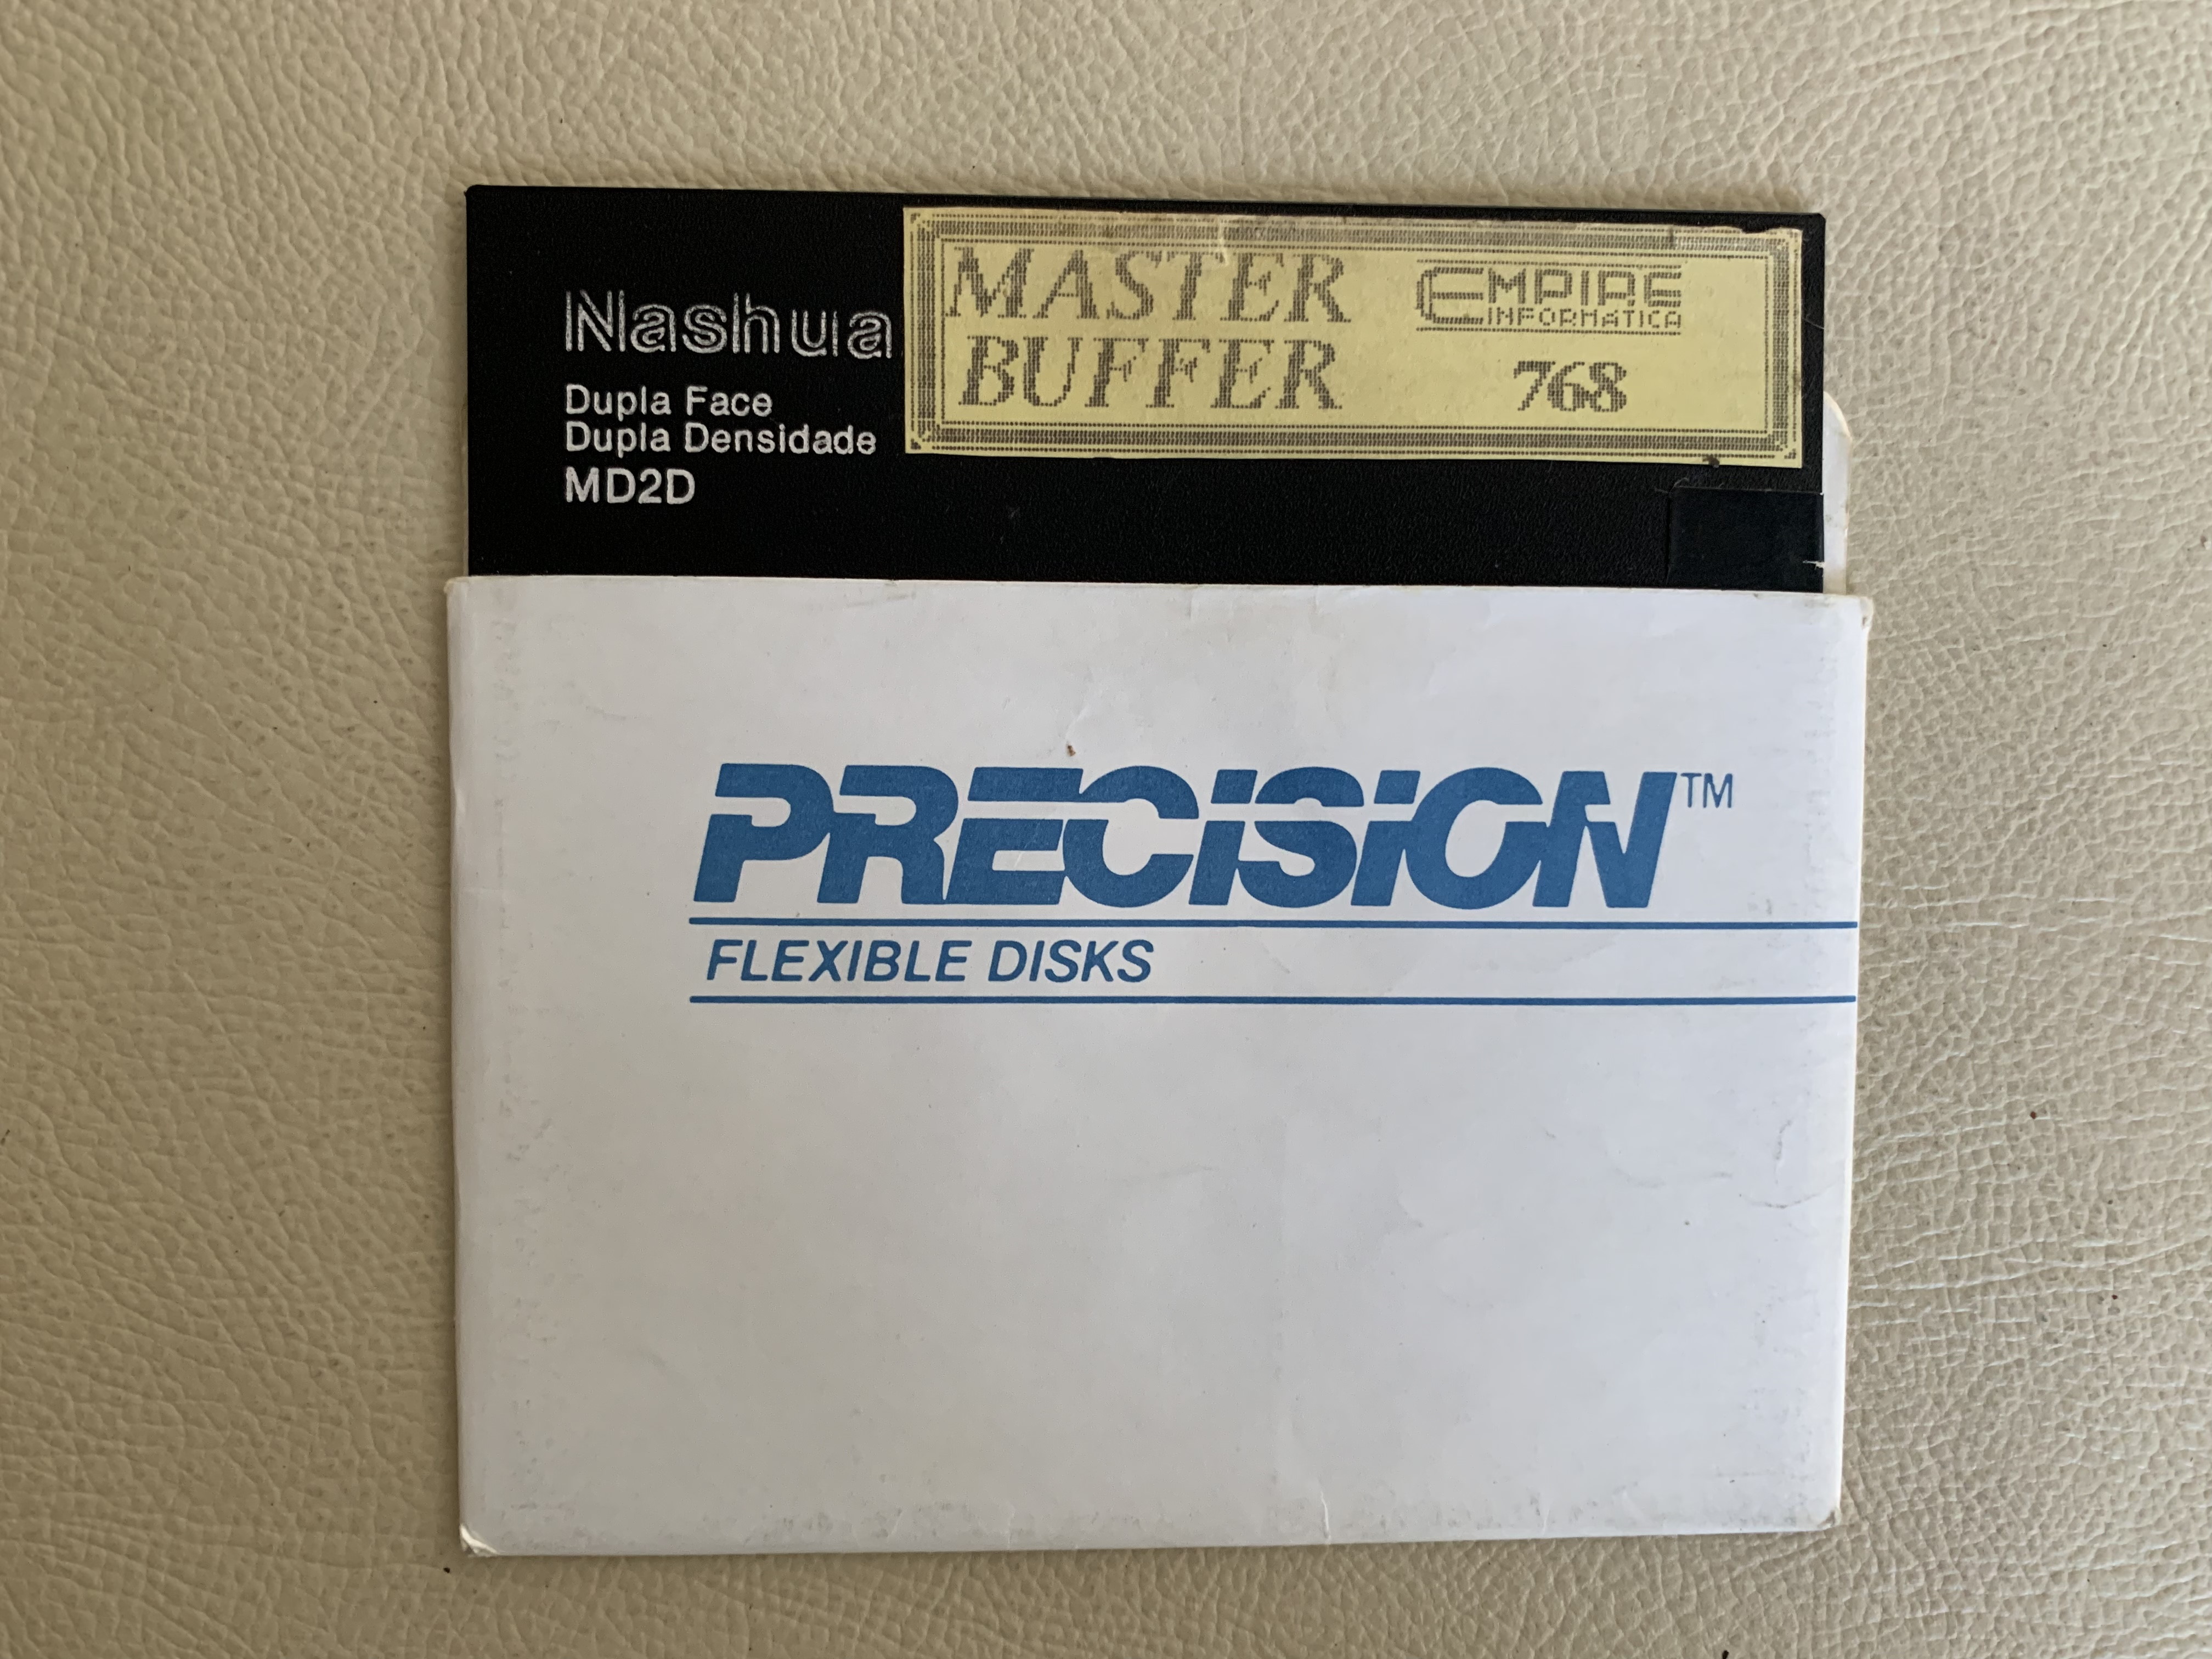 Nashua
Dupla Face
Dupla Densidade
MD2D
MASTER
BUFFER
EMPIRE
INFORMATICA
768
PRECISION™
FLEXIBLE DISKS